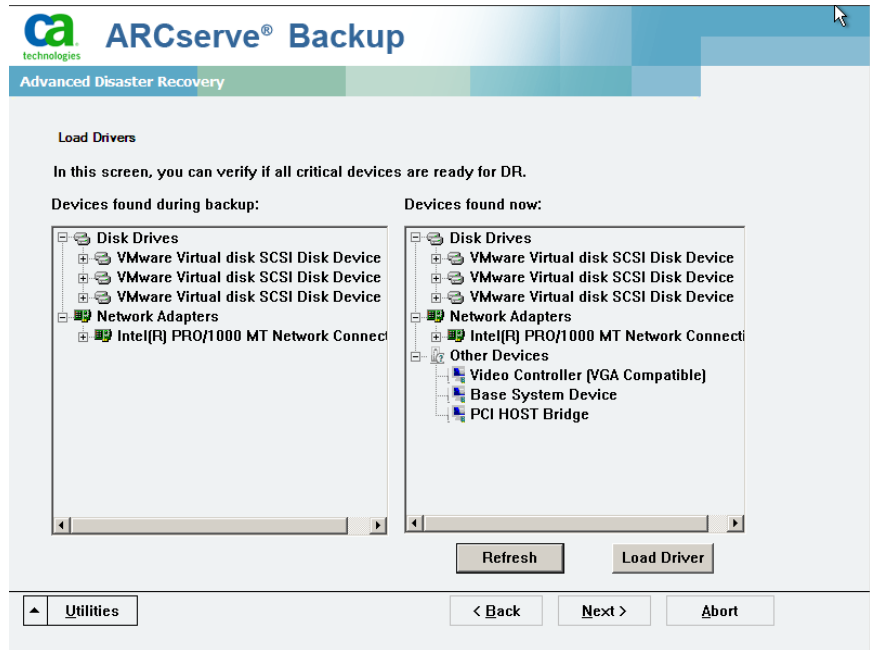 ca
technologies
ARCserve® Backup
Advanced Disaster Recovery
Load Drivers
In this screen, you can verify if all critical devices are ready for DR.
Devices found during backup:
Disk Drives
VMware Virtual disk SCSI Disk Device
VMware Virtual disk SCSI Disk Device
VMware Virtual disk SCSI Disk Device
Network Adapters
Intel(R) PRO/1000 MT Network Connect
Devices found now:
Disk Drives
VMware Virtual disk SCSI Disk Device
VMware Virtual disk SCSI Disk Device
VMware Virtual disk SCSI Disk Device
Network Adapters
Intel(R) PRO/1000 MT Network Connecti
Other Devices
Video Controller (VGA Compatible)
Base System Device
PCI HOST Bridge
Refresh
Load Driver
Utilities
< Back
Next >
Abort